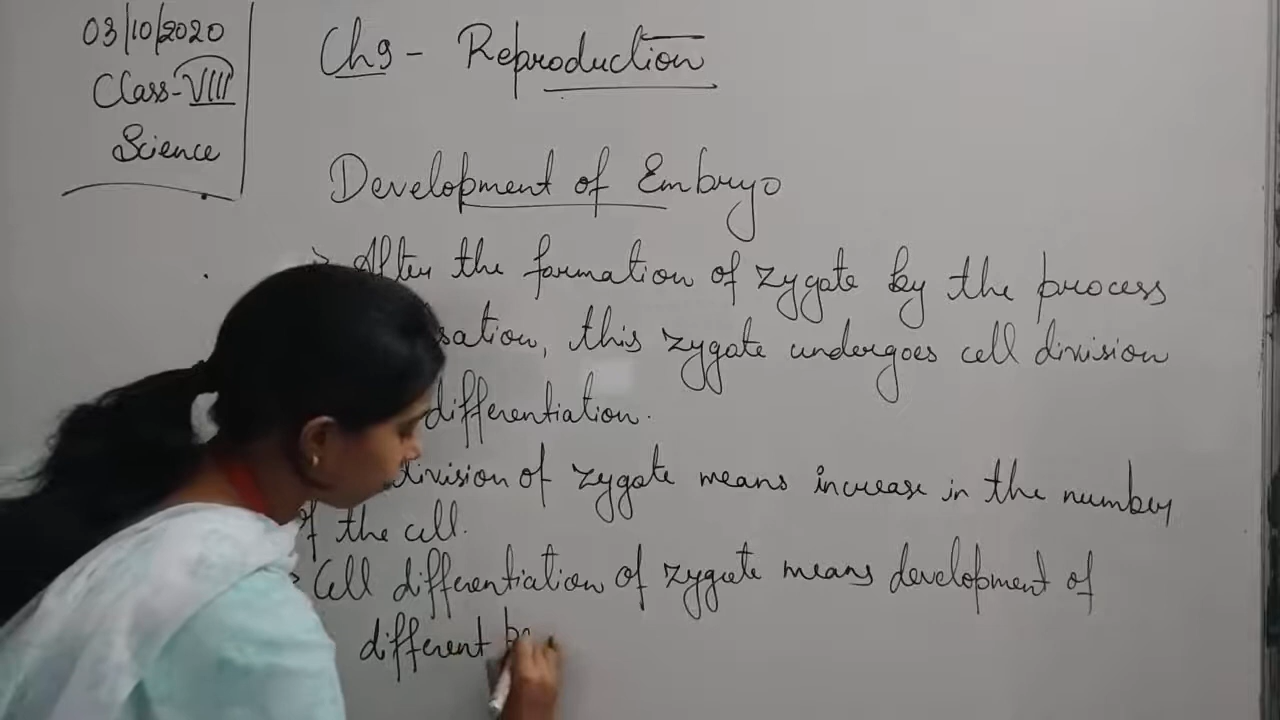 03/10/2020
Class-VIII
Science
Ch9- Reproduction
Development of Embryo
> After the formation of zygote by the process
sation, this zygote undergoes cell division
differentiation.
division of zygote means increase in the number
of the cell.
> Cell differentiation of zygote means development of
different